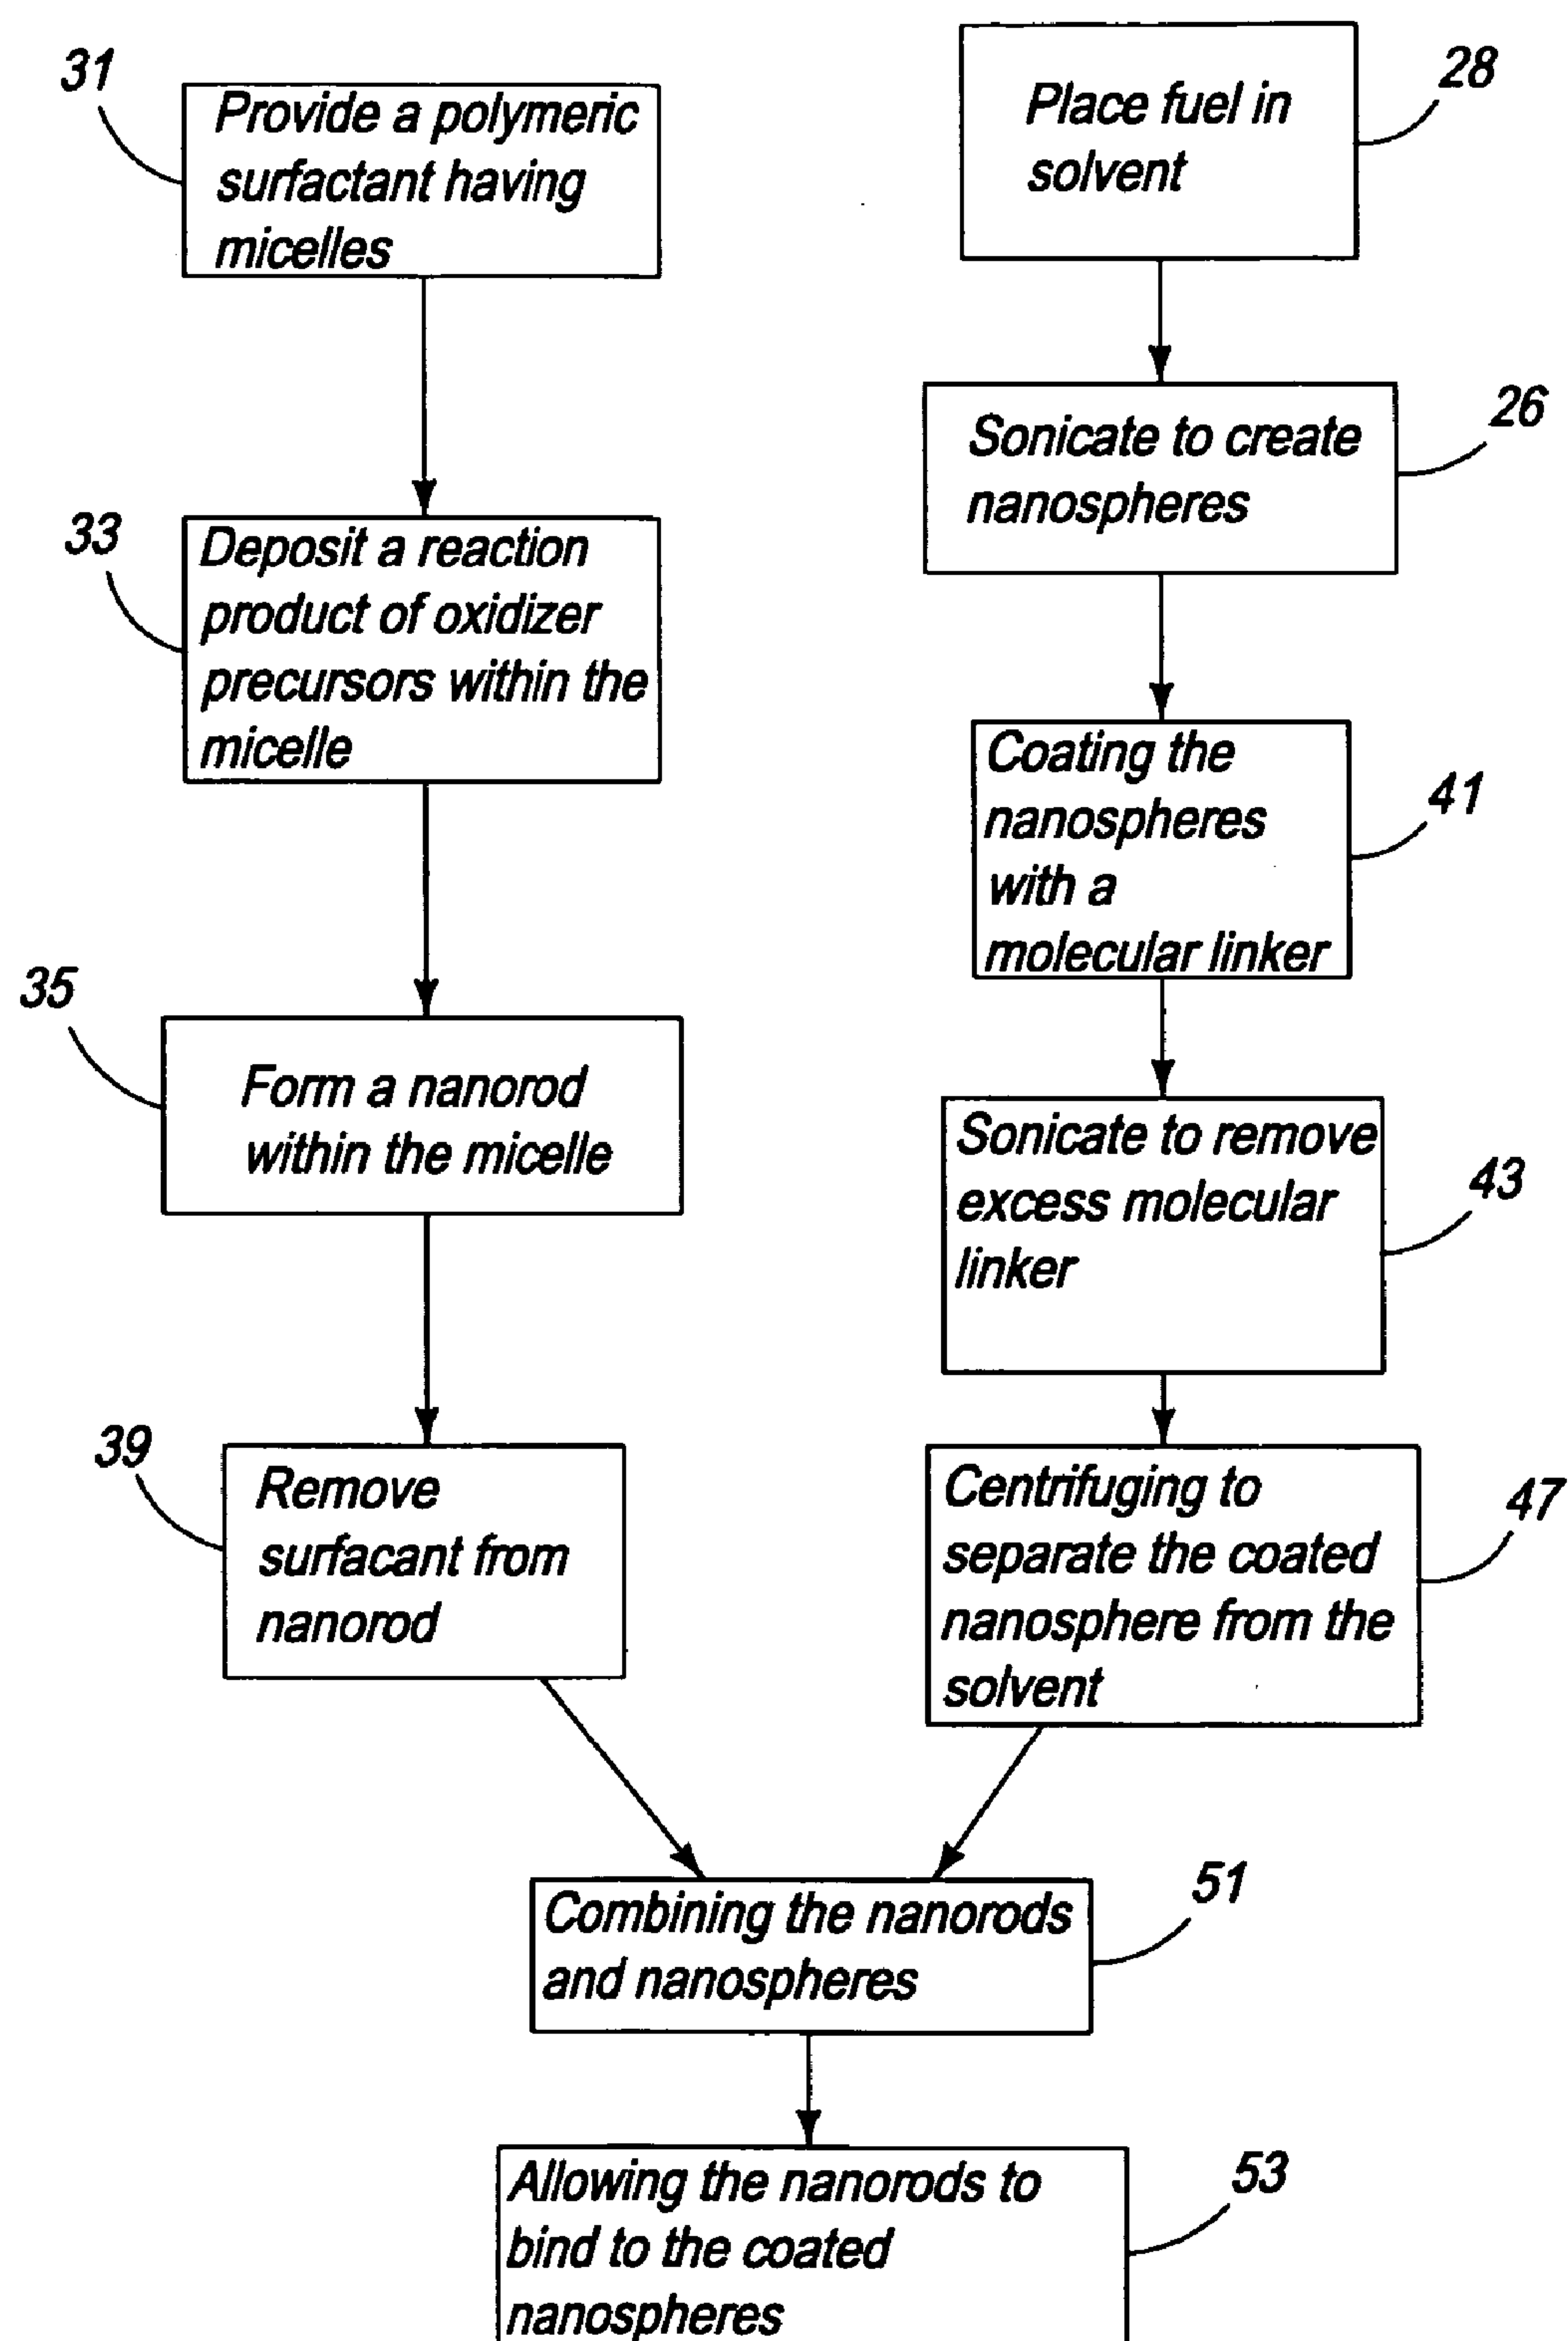 31
Provide a polymeric
surfactant having
micelles
33
Deposit a reaction
product of oxidizer
precursors within the
micelle
35
Form a nanorod
within the micelle
39
Remove
surfacant from
nanorod
28
Place fuel in
solvent
26
Sonicate to create
nanospheres
41
Coating the
nanospheres
with a
molecular linker
43
Sonicate to remove
excess molecular
linker
47
Centrifuging to
separate the coated
nanosphere from the
solvent
51
Combining the nanorods
and nanospheres
53
Allowing the nanorods to
bind to the coated
nanospheres